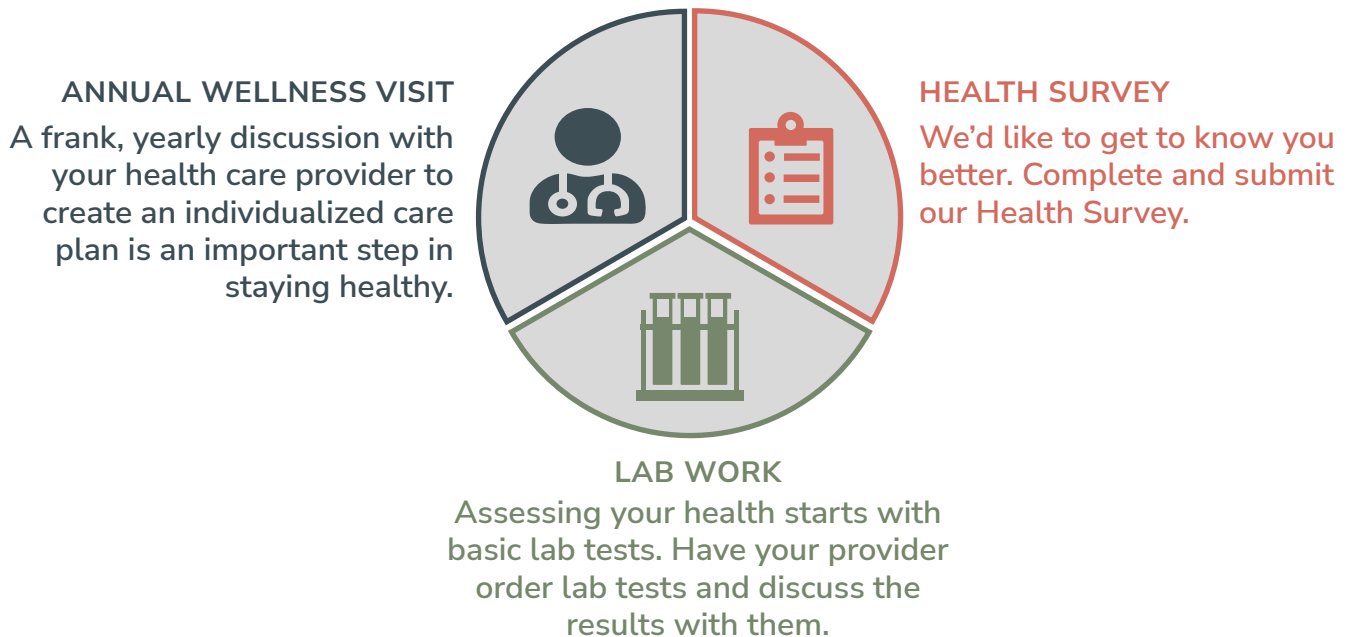 ANNUAL WELLNESS VISIT
A frank, yearly discussion with
your health care provider to
create an individualized care
plan is an important step in
staying healthy.
HEALTH SURVEY
We’d like to get to know you
better. Complete and submit
our Health Survey.
LAB WORK
Assessing your health starts with
basic lab tests. Have your provider
order lab tests and discuss the
results with them.